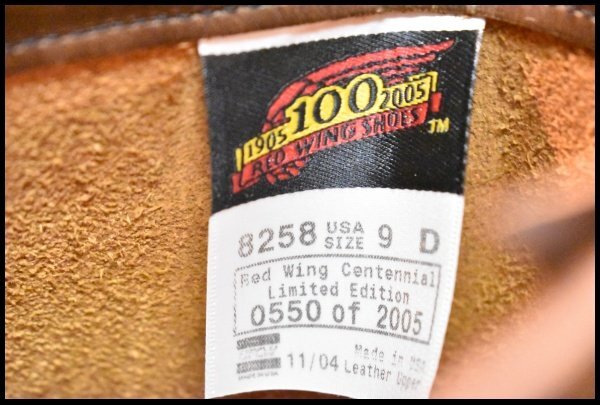 1905 100 2005
RED WING SHOES TM
8258 USA SIZE 9 D
Red Wing Centennial
Limited Edition
0550 of 2005
11/04 Made in USA
Leather Upper